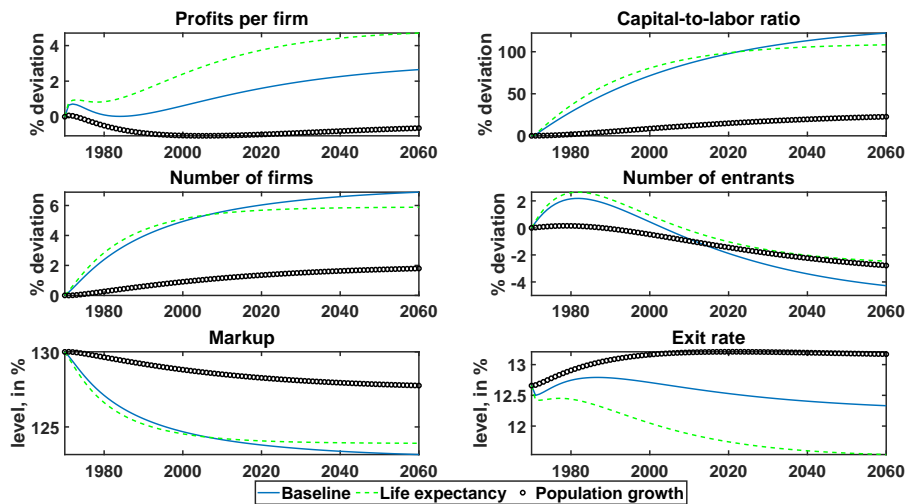 Profits per firm
% deviation
4
2
0
1980 2000 2020 2040 2060
Capital-to-labor ratio
% deviation
100
50
0
1980 2000 2020 2040 2060
Number of firms
% deviation
6
4
2
0
1980 2000 2020 2040 2060
Number of entrants
% deviation
2
0
-2
-4
1980 2000 2020 2040 2060
Markup
level, in %
130
125
1980 2000 2020 2040 2060
Exit rate
level, in %
13
12.5
12
1980 2000 2020 2040 2060
Baseline Life expectancy Population growth